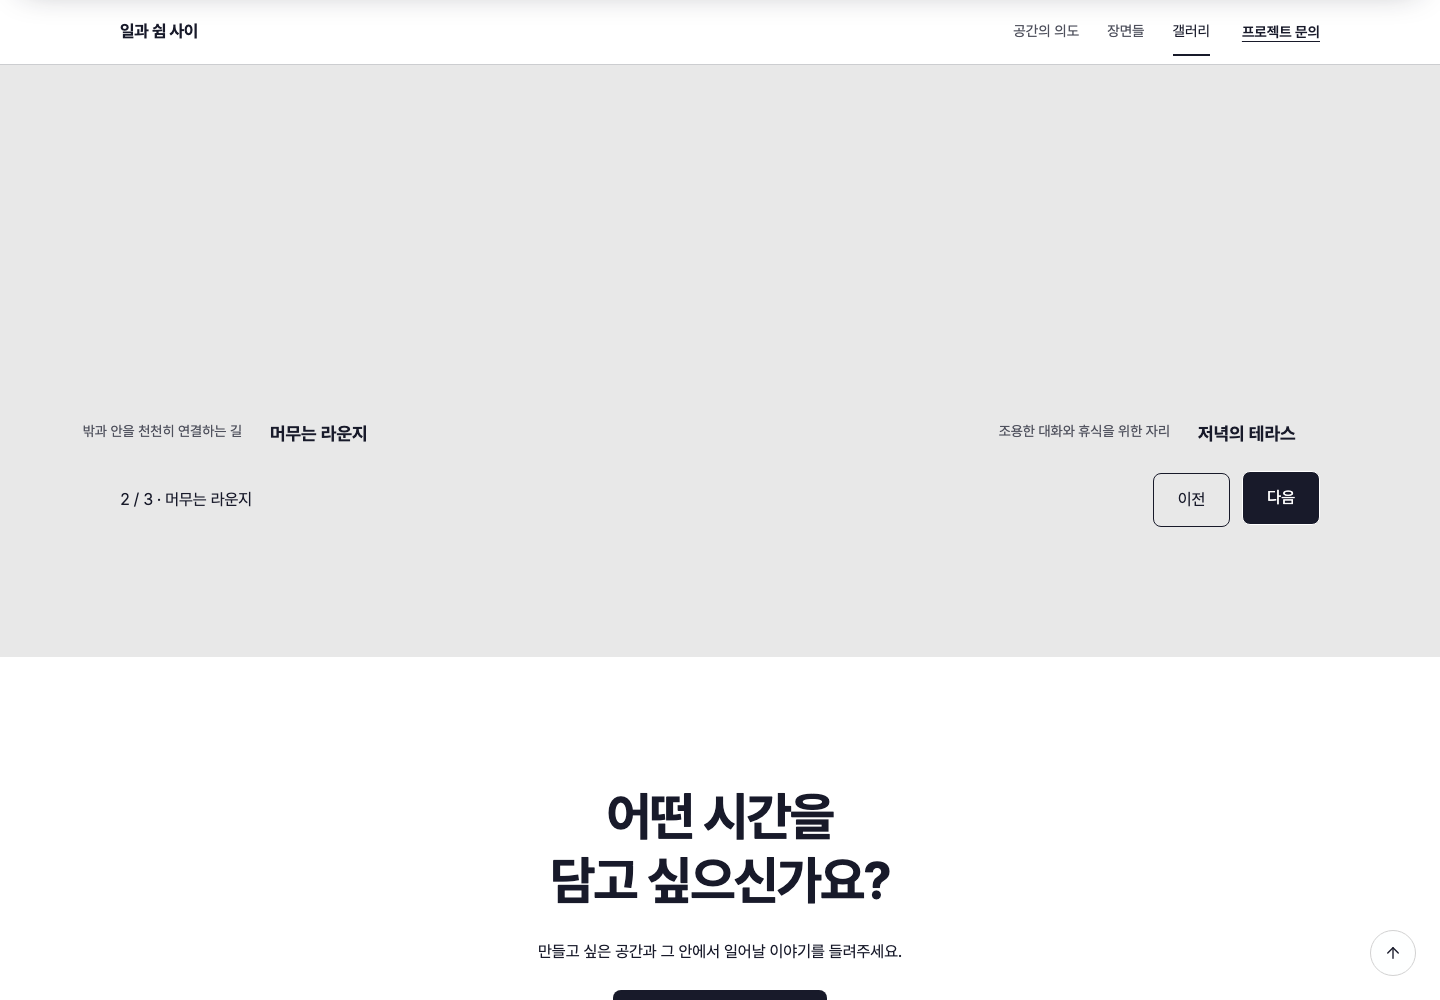 일과 쉼 사이
공간의 의도
장면들
갤러리
프로젝트 문의
밖과 안을 천천히 연결하는 길
머무는 라운지
조용한 대화와 휴식을 위한 자리
저녁의 테라스
2 / 3 · 머무는 라운지
이전
다음
어떤 시간을
담고 싶으신가요?
만들고 싶은 공간과 그 안에서 일어날 이야기를 들려주세요.